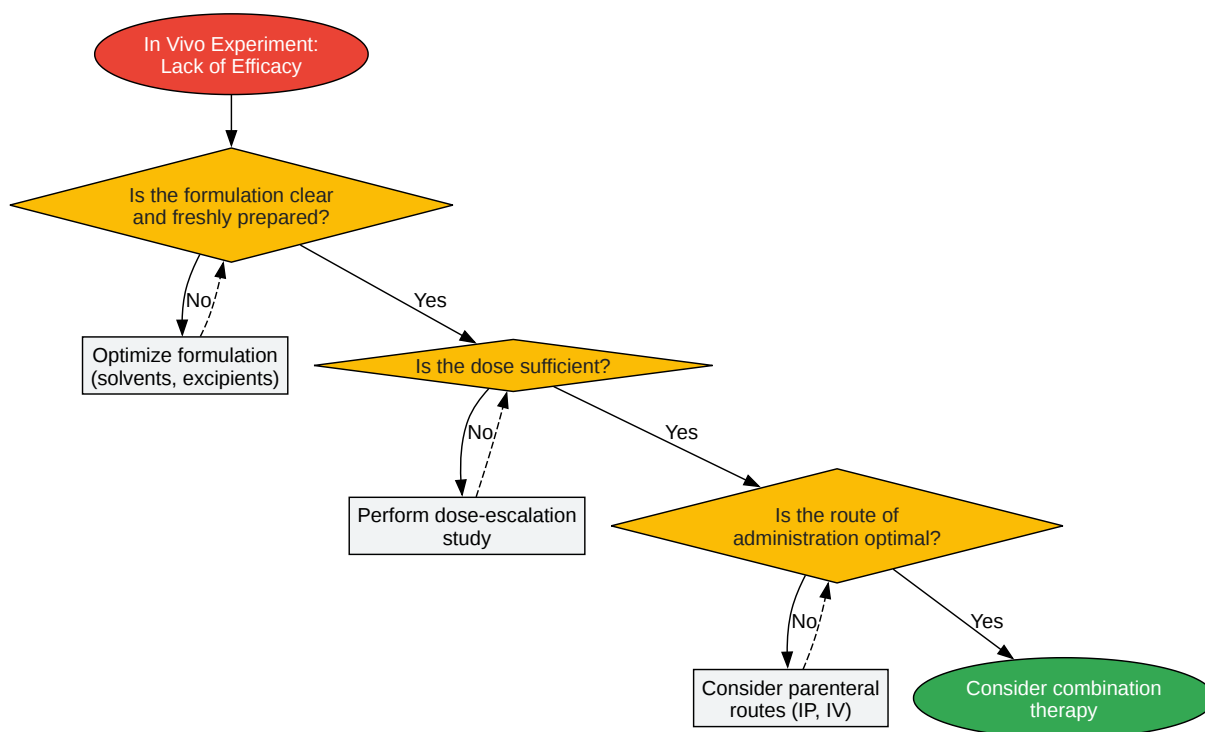 In Vivo Experiment:
Lack of Efficacy
Is the formulation clear
and freshly prepared?
No
Yes
Optimize formulation
(solvents, excipients)
Is the dose sufficient?
No
Yes
Perform dose-escalation
study
Is the route of
administration optimal?
No
Yes
Consider parenteral
routes (IP, IV)
Consider combination
therapy